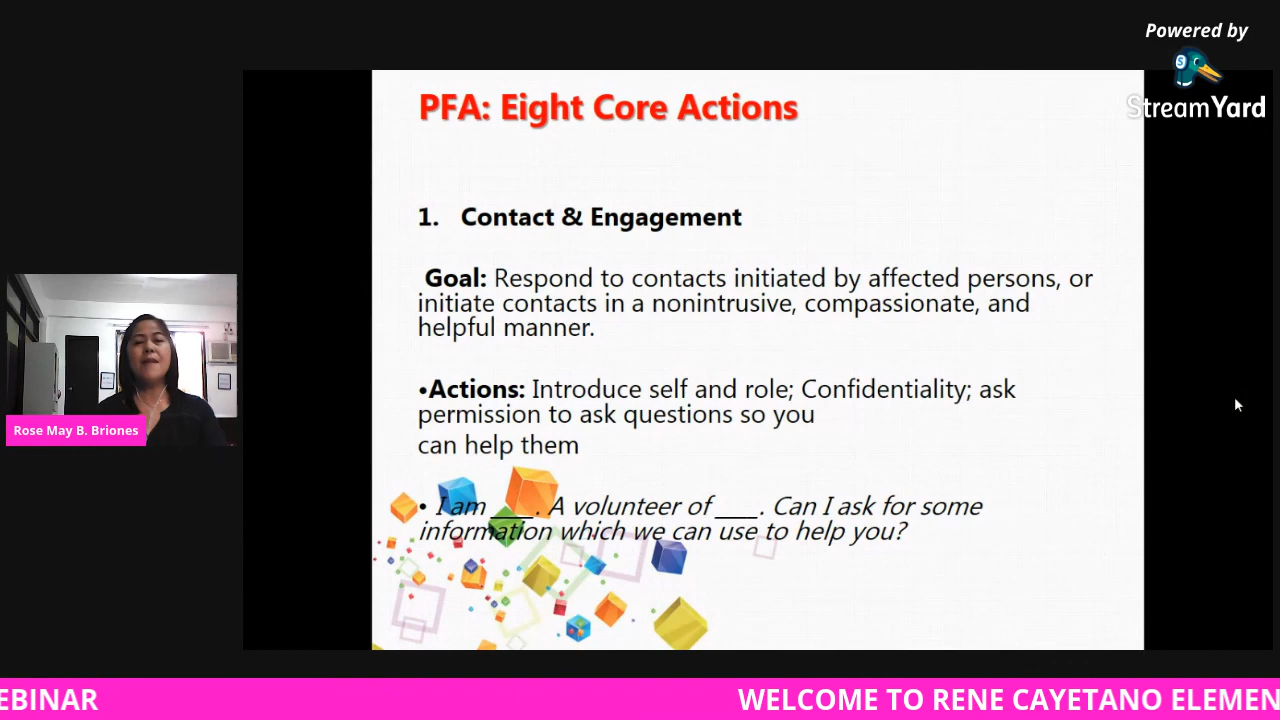 Powered by
StreamYard
PFA: Eight Core Actions
1. Contact & Engagement
Goal: Respond to contacts initiated by affected persons, or
initiate contacts in a nonintrusive, compassionate, and
helpful manner.
•Actions: Introduce self and role; Confidentiality; ask
permission to ask questions so you
can help them
• I am ____. A volunteer of ____. Can I ask for some
information which we can use to help you?
Rose May B. Briones
EBINAR
WELCOME TO RENE CAYETANO ELEMEN